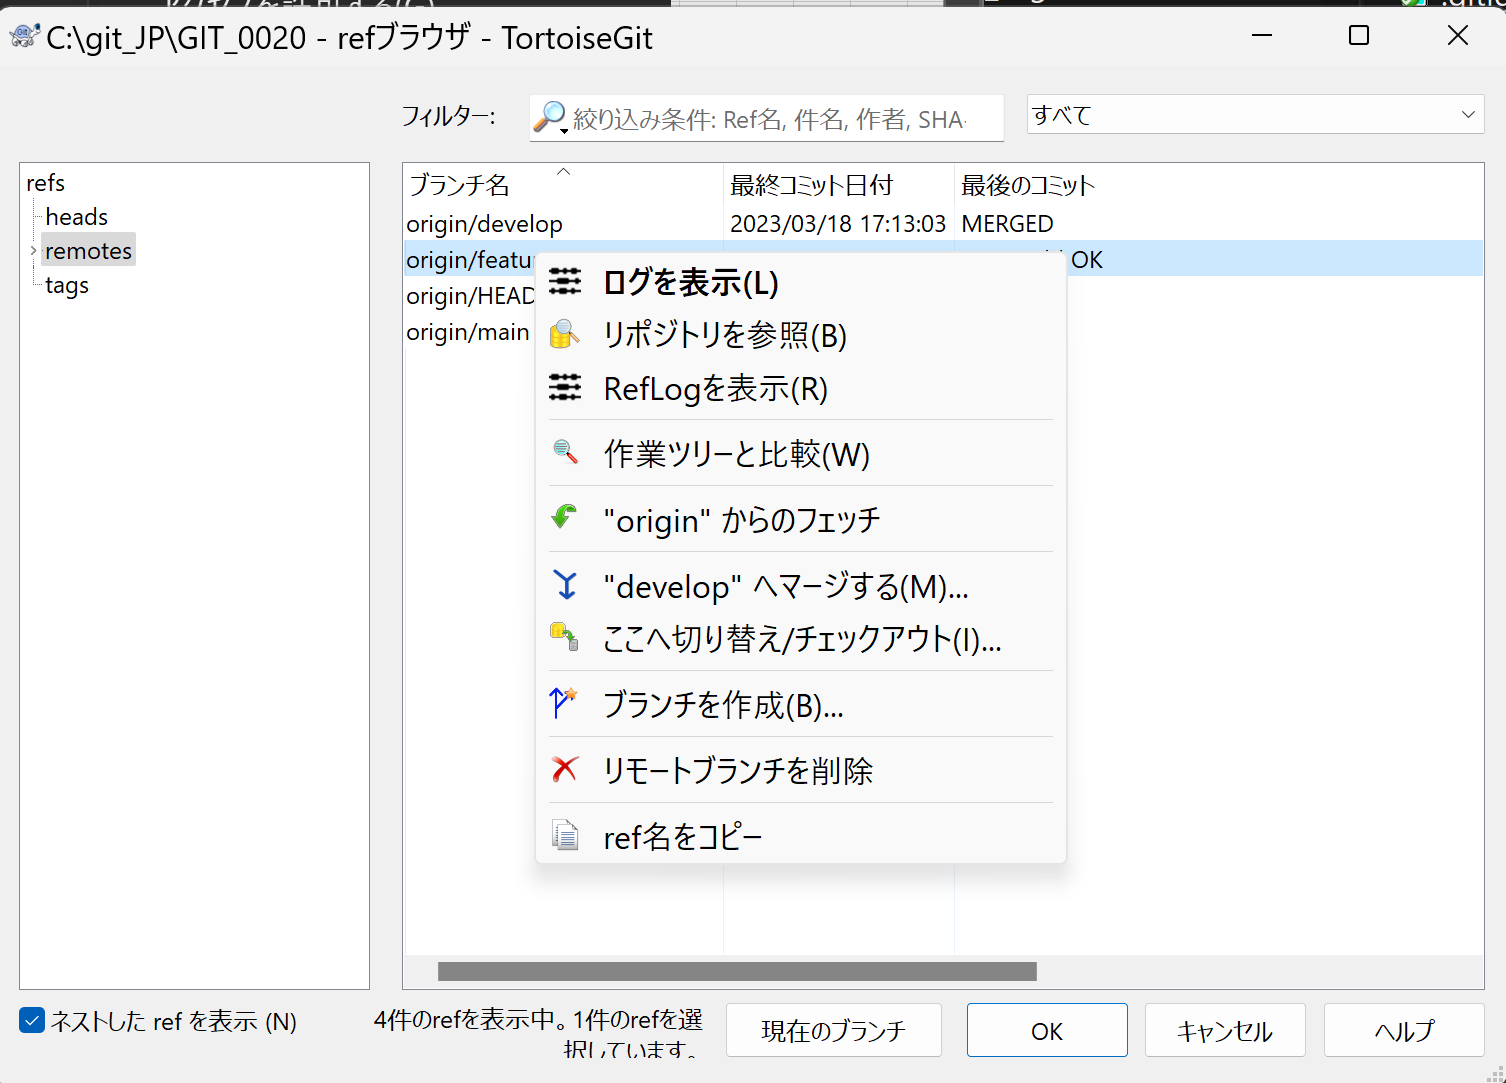 C:\git_JP\GIT_0020 - refブラウザ - TortoiseGit
フィルター:
絞り込み条件: Ref名, 件名, 作者, SHA-
すべて
refs
heads
remotes
tags
ブランチ名 最終コミット日付 最後のコミット
origin/develop 2023/03/18 17:13:03 MERGED
origin/featu OK
origin/HEAD
origin/main
ログを表示(L)
リポジトリを参照(B)
RefLogを表示(R)
作業ツリーと比較(W)
"origin" からのフェッチ
"develop" へマージする(M)...
ここへ切り替え/チェックアウト(I)...
ブランチを作成(B)...
リモートブランチを削除
ref名をコピー
ネストした ref を表示 (N)
4件のrefを表示中。1件のrefを選
択しています。
現在のブランチ
OK
キャンセル
ヘルプ